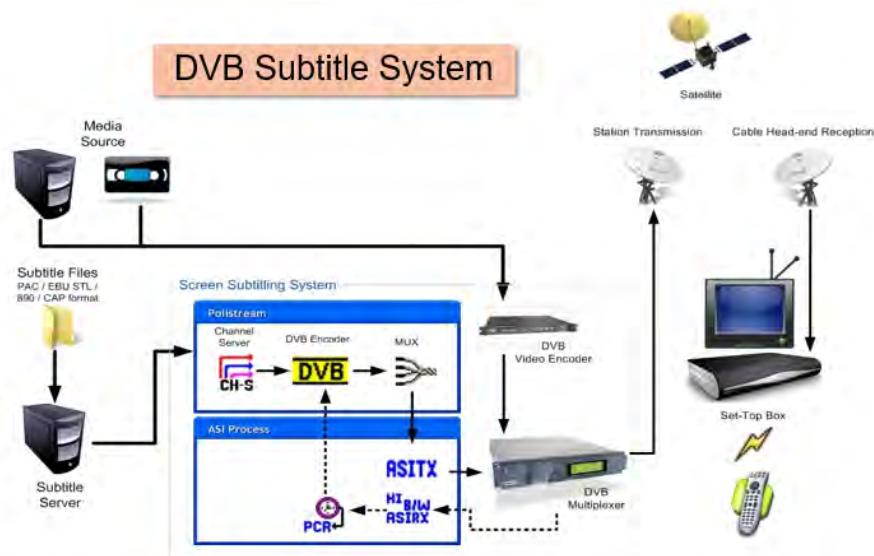 DVB Subtitle System
Satellite
Media
Source
Station Transmission
Cable Head-end Reception
Subtitle Files
PAC / EBU STL /
890 / CAP format
Screen Subtitling System
Polistream
Channel
Server
CH-S
DVB Encoder
DVB
MUX
DVB
Video Encoder
Set-Top Box
ASI Process
ASITX
Subtitle
Server
PCR
HI
B/W
ASIRX
DVB
Multiplexer